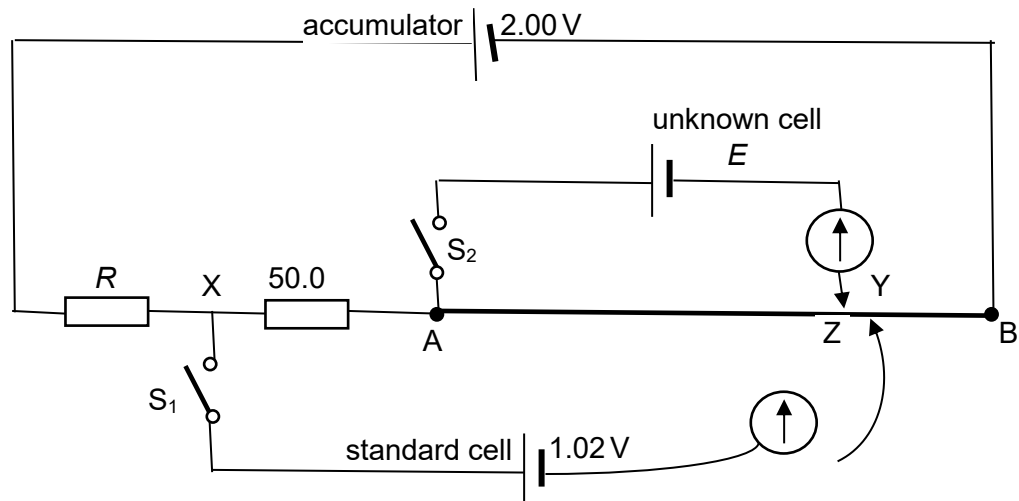 accumulator 2.00 V
unknown cell
E
S₂
R X 50.0 Y
A Z B
S₁
standard cell 1.02 V